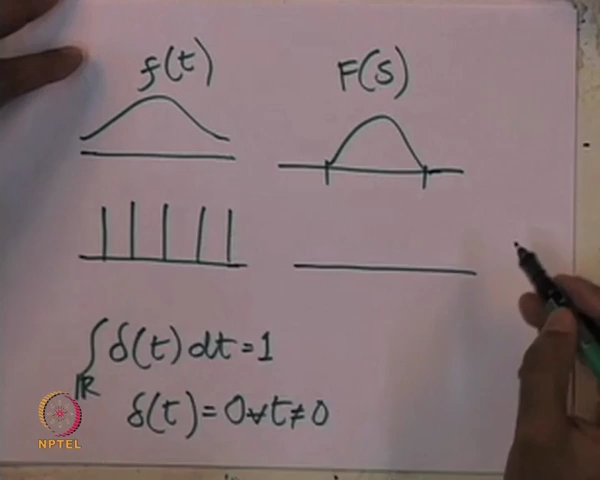 f(t) F(s)
∫ℝ δ(t) dt = 1
δ(t) = 0 ∀ t ≠ 0
NPTEL